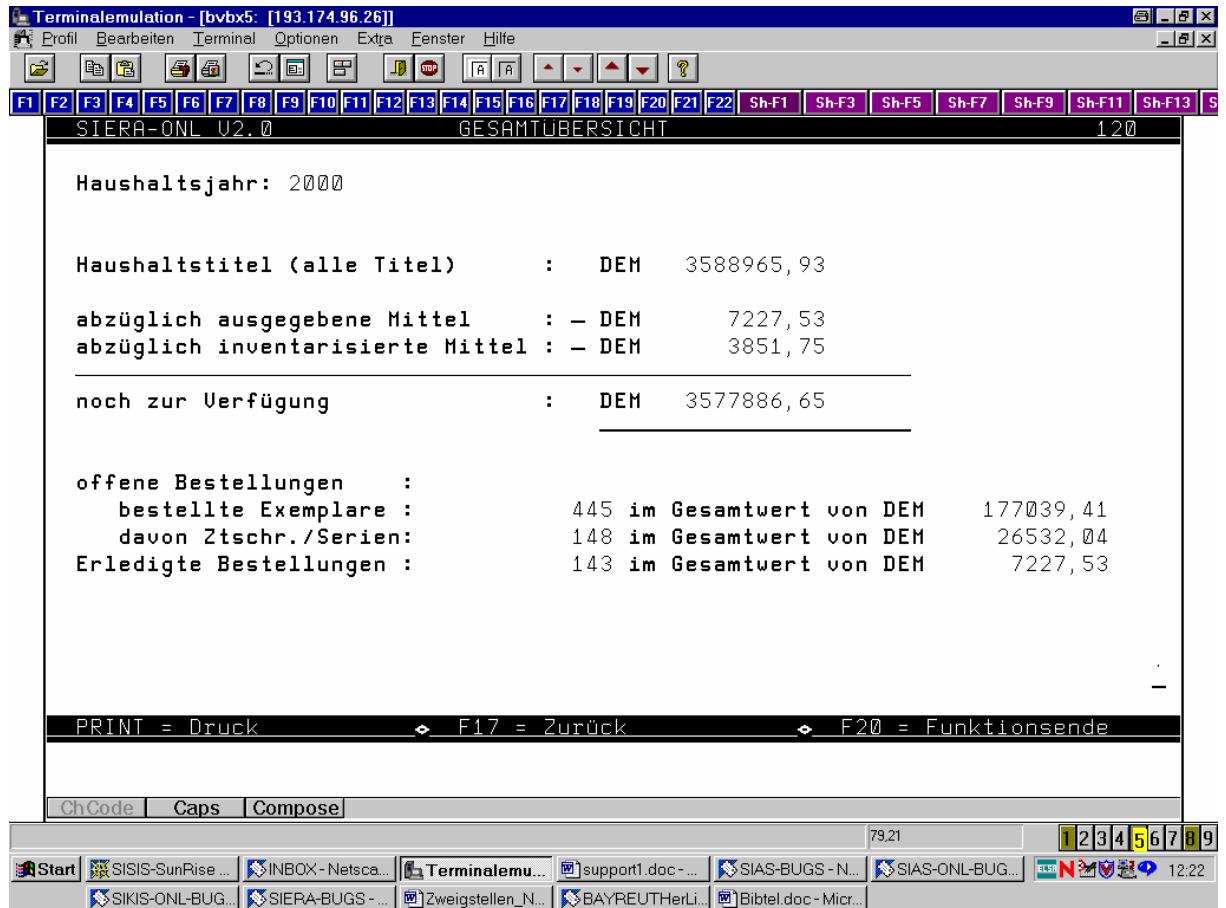 Terminalemulation - [bvbx5: [193.174.96.26]]
Profil Bearbeiten Terminal Optionen Extra Fenster Hilfe
F1 F2 F3 F4 F5 F6 F7 F8 F9 F10 F11 F12 F13 F14 F15 F16 F17 F18 F19 F20 F21 F22 Sh-F1 Sh-F3 Sh-F5 Sh-F7 Sh-F9 Sh-F11 Sh-F13 S
SIERA-ONL V2.0 GESAMTÜBERSICHT 120
Haushaltsjahr: 2000
Haushaltstitel (alle Titel) : DEM 3588965,93
abzüglich ausgegebene Mittel : – DEM 7227,53
abzüglich inventarisierte Mittel : – DEM 3851,75
noch zur Verfügung : DEM 3577886,65
offene Bestellungen :
bestellte Exemplare : 445 im Gesamtwert von DEM 177039,41
davon Ztschr./Serien: 148 im Gesamtwert von DEM 26532,04
Erledigte Bestellungen : 143 im Gesamtwert von DEM 7227,53
PRINT = Druck F17 = Zurück F20 = Funktionsende
ChCode Caps Compose
79,21 1 2 3 4 5 6 7 8 9
Start SISIS-SunRise ... INBOX - Netsca... Terminalemu... support1.doc - ... SIAS-BUGS - N... SIAS-ONL-BUG... 12:22
SIKIS-ONL-BUG... SIERA-BUGS - ... Zweigstellen_N... BAYREUTHerLi... Bibtel.doc - Micr...